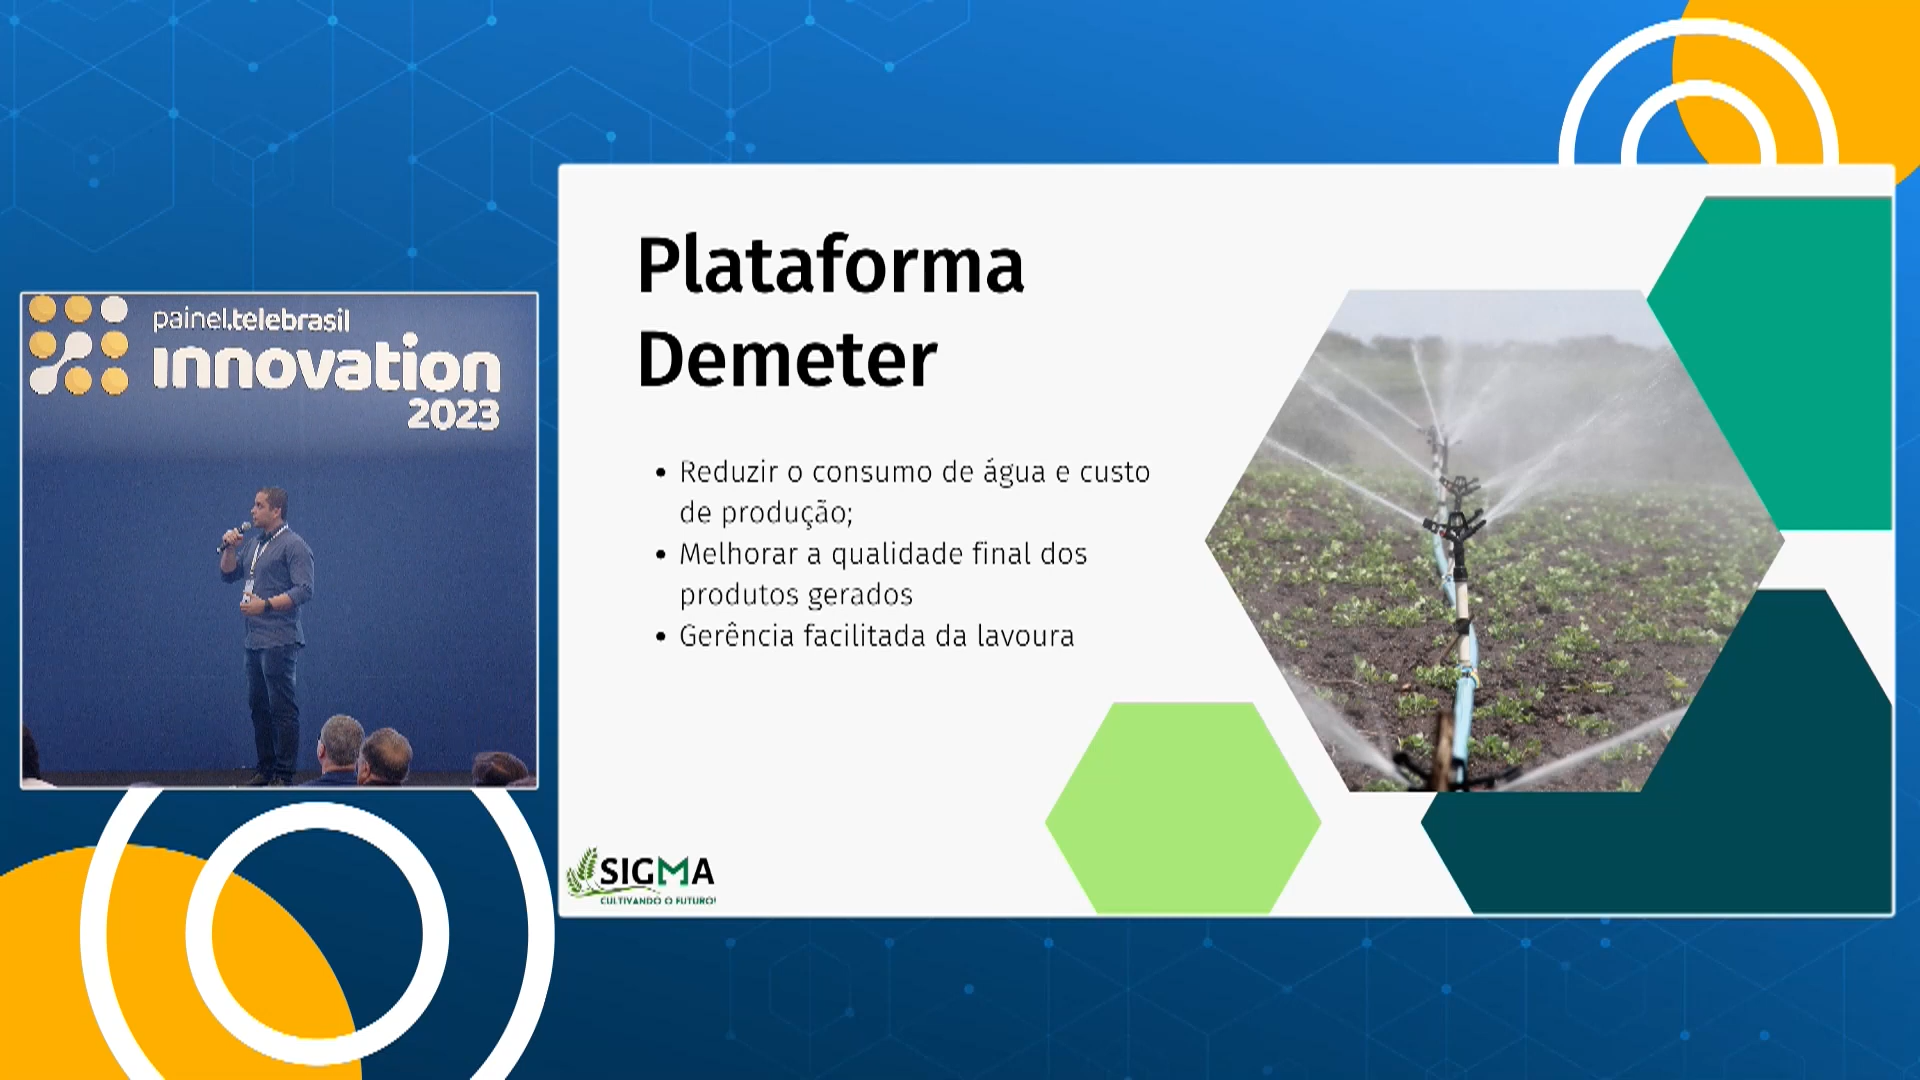 painel.telebrasil
innovation
2023
Plataforma
Demeter
• Reduzir o consumo de água e custo
de produção;
• Melhorar a qualidade final dos
produtos gerados
• Gerência facilitada da lavoura
SIGMA
CULTIVANDO O FUTURO!